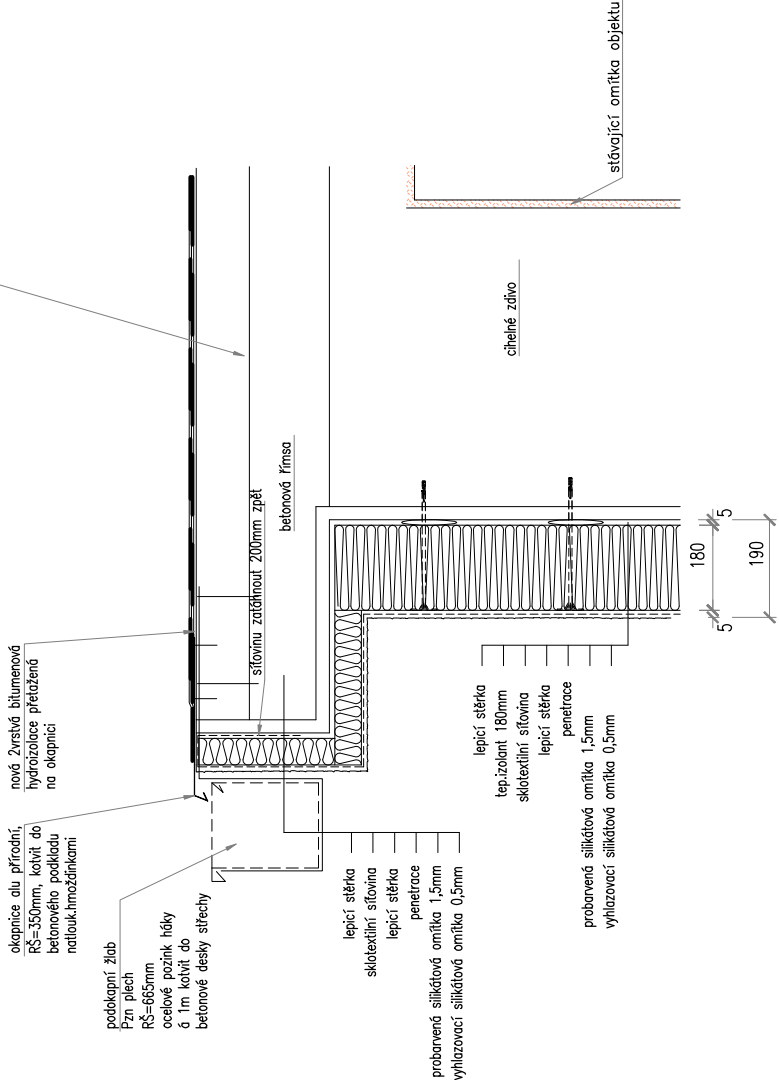 okapnice alu přírodní,
RŠ=350mm, kotvit do
betonového podkladu
natlouk.hmoždinkami
nová 2vrstvá bitumenová
hydroizolace přetažená
na okapnici
podokapní žlab
Pzn plech
RŠ=665mm
ocelové pozink háky
á 1m kotvit do
betonové desky střechy
síťovinu zatáhnout 200mm zpět
betonová římsa
lepicí stěrka
sklotextilní síťovina
lepicí stěrka
penetrace
probarvená silikátová omítka 1,5mm
vyhlazovací silikátová omítka 0,5mm
lepicí stěrka
tep.izolant 180mm
sklotextilní síťovina
lepicí stěrka
penetrace
probarvená silikátová omítka 1,5mm
vyhlazovací silikátová omítka 0,5mm
cihelné zdivo
stávající omítka objektu
5
180
5
190